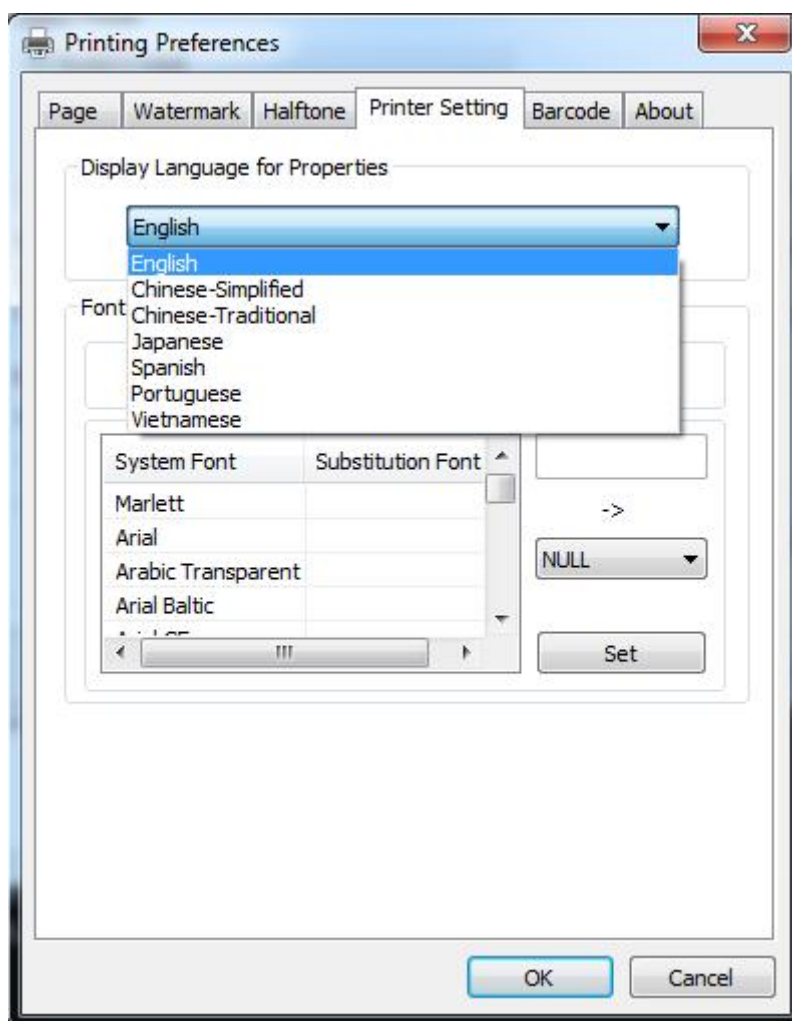 Printing Preferences
Page Watermark Halftone Printer Setting Barcode About
Display Language for Properties
English
English
Chinese-Simplified
Chinese-Traditional
Japanese
Spanish
Portuguese
Vietnamese
Font
System Font Substitution Font
Marlett
->
Arial
Arabic Transparent
NULL
Arial Baltic
Set
OK Cancel